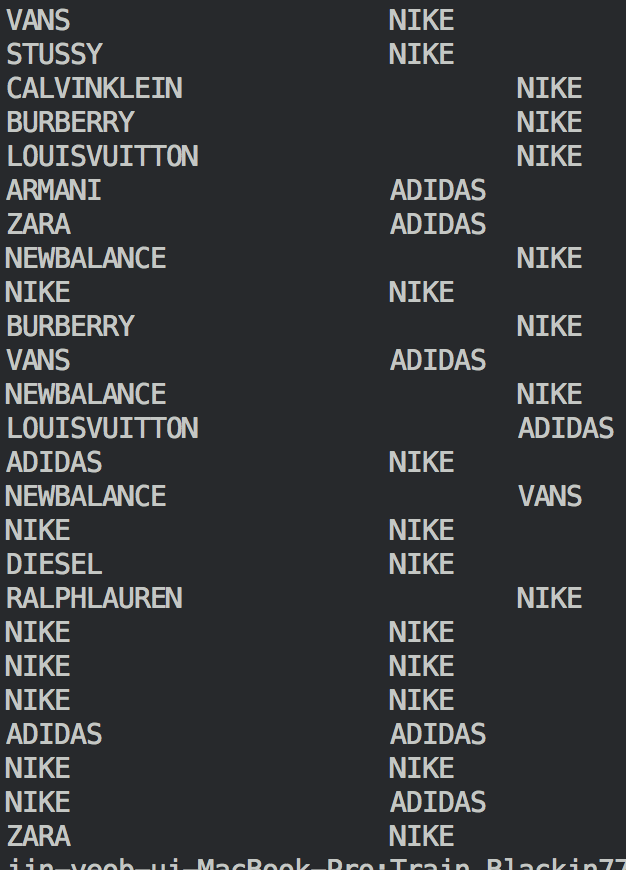 VANS NIKE
STUSSY NIKE
CALVINKLEIN NIKE
BURBERRY NIKE
LOUISVUITTON NIKE
ARMANI ADIDAS
ZARA ADIDAS
NEWBALANCE NIKE
NIKE NIKE
BURBERRY NIKE
VANS ADIDAS
NEWBALANCE NIKE
LOUISVUITTON ADIDAS
ADIDAS NIKE
NEWBALANCE VANS
NIKE NIKE
DIESEL NIKE
RALPHLAUREN NIKE
NIKE NIKE
NIKE NIKE
NIKE NIKE
ADIDAS ADIDAS
NIKE NIKE
NIKE ADIDAS
ZARA NIKE
jin-yeob-ui-MacBook-Pro:Train Blackin77